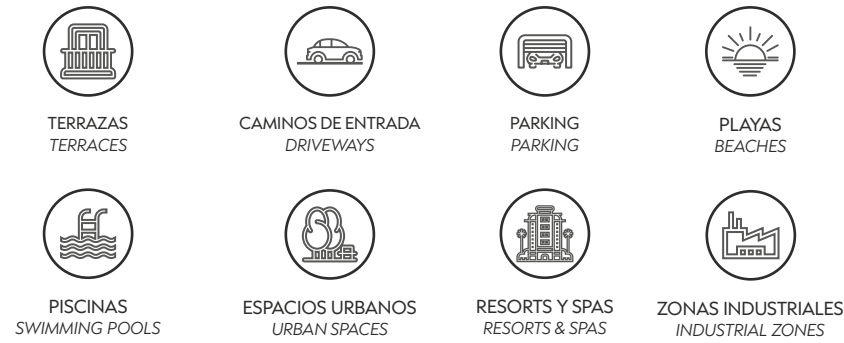 TERRAZAS
TERRACES
CAMINOS DE ENTRADA
DRIVEWAYS
PARKING
PARKING
PLAYAS
BEACHES
PISCINAS
SWIMMING POOLS
ESPACIOS URBANOS
URBAN SPACES
RESORTS Y SPAS
RESORTS & SPAS
ZONAS INDUSTRIALES
INDUSTRIAL ZONES